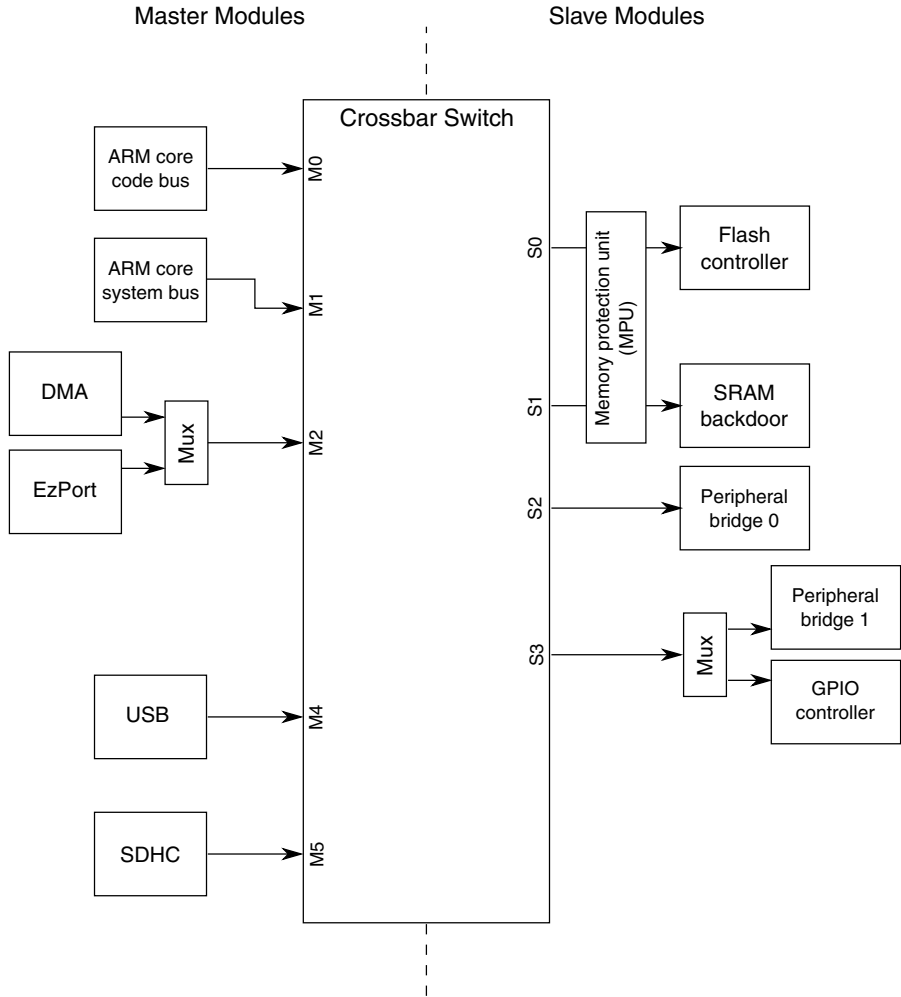 Master Modules
Slave Modules
Crossbar Switch
ARM core
code bus
M0
ARM core
system bus
M1
DMA
EzPort
Mux
M2
USB
M4
SDHC
M5
S0
Memory protection unit
(MPU)
Flash
controller
S1
SRAM
backdoor
S2
Peripheral
bridge 0
S3
Mux
Peripheral
bridge 1
GPIO
controller